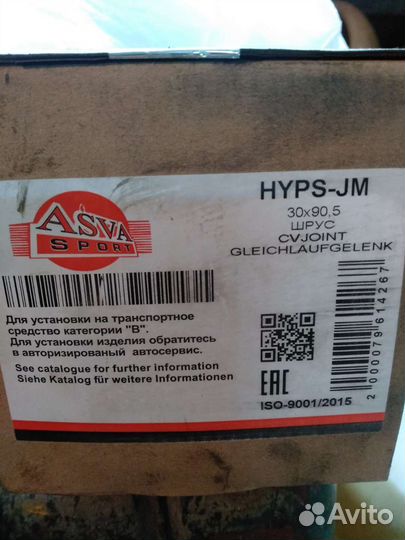 ASVA
SPORT
HYPS-JM
30x90,5
ШРУС
CVJOINT
GLEICHLAUFGELENK
Для установки на транспортное
средство категории "В".
Для установки изделия обратитесь
в авторизированый автосервис.
See catalogue for further information
Siehe Katalog für weitere Informationen
EAC
ISO-9001/2015
2000079614267
Avito